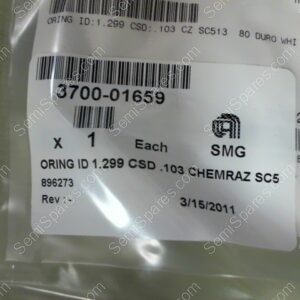 ORING ID:1.299 CSD:.103 CZ SC513 80 DURO WHI
3700-01659
x 1 Each SMG
ORING ID 1.299 CSD .103 CHEMRAZ SC5
896273
Rev : - 3/15/2011